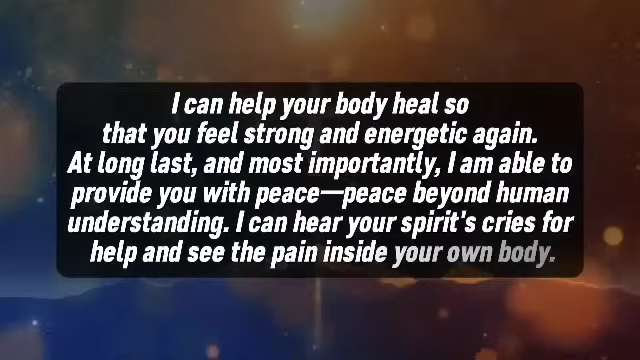 I can help your body heal so
that you feel strong and energetic again.
At long last, and most importantly, I am able to
provide you with peace—peace beyond human
understanding. I can hear your spirit's cries for
help and see the pain inside your own body.